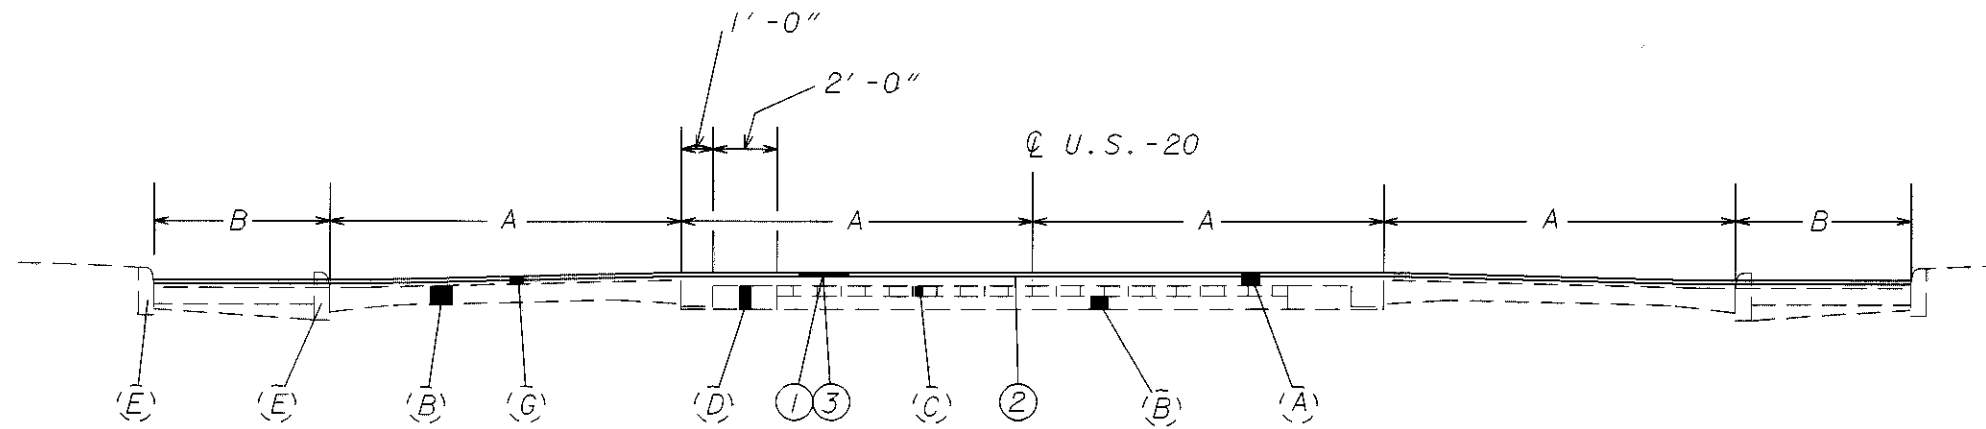 1'-0"
2'-0"
℄ U.S.-20
B A A A A B
E E B G D 1 3 C 2 B A